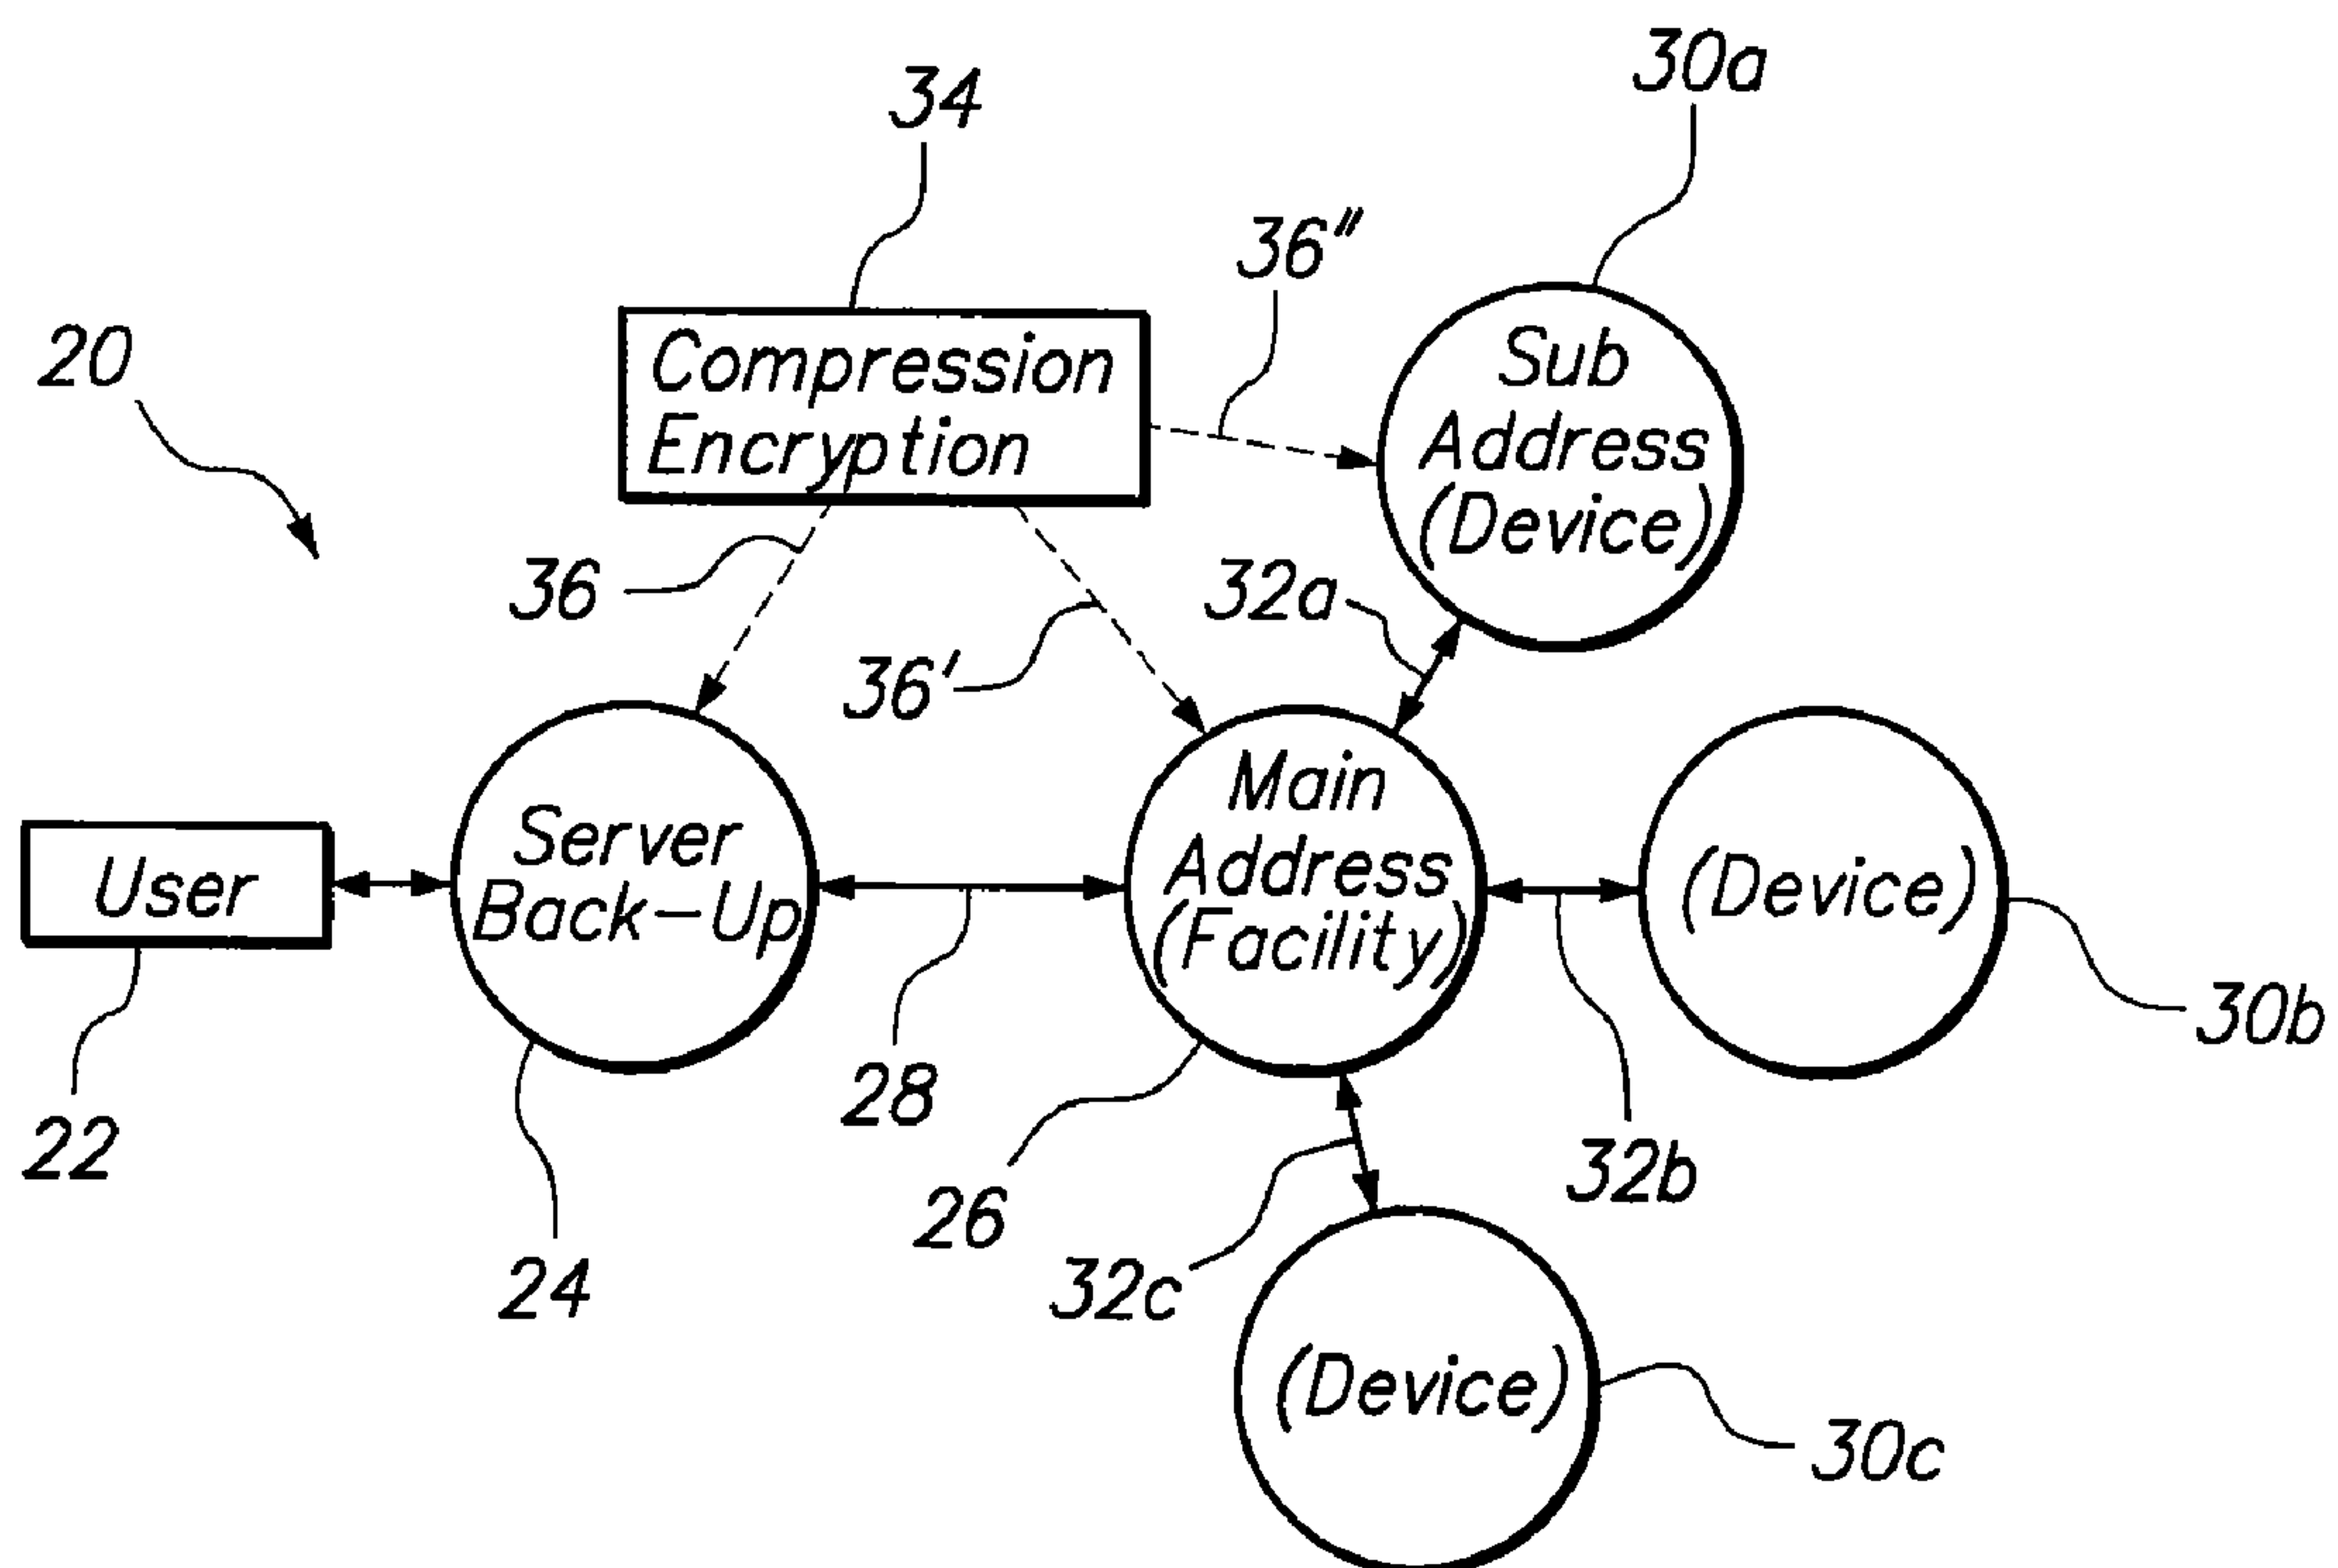 30a
34
36"
20
Compression
Encryption
Sub
Address
(Device)
36
32a
36'
Main
Address
(Facility)
Server
Back-Up
User
(Device)
30b
28
22
32b
26
24
32c
(Device)
30c